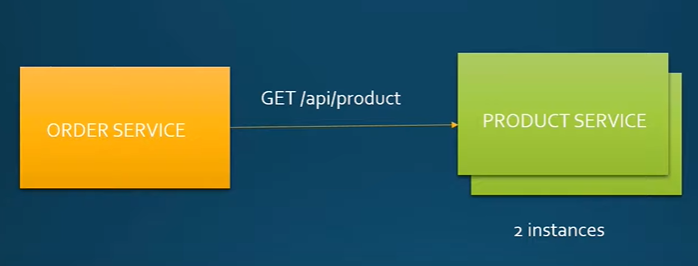 GET /api/product
ORDER SERVICE
PRODUCT SERVICE
2 instances